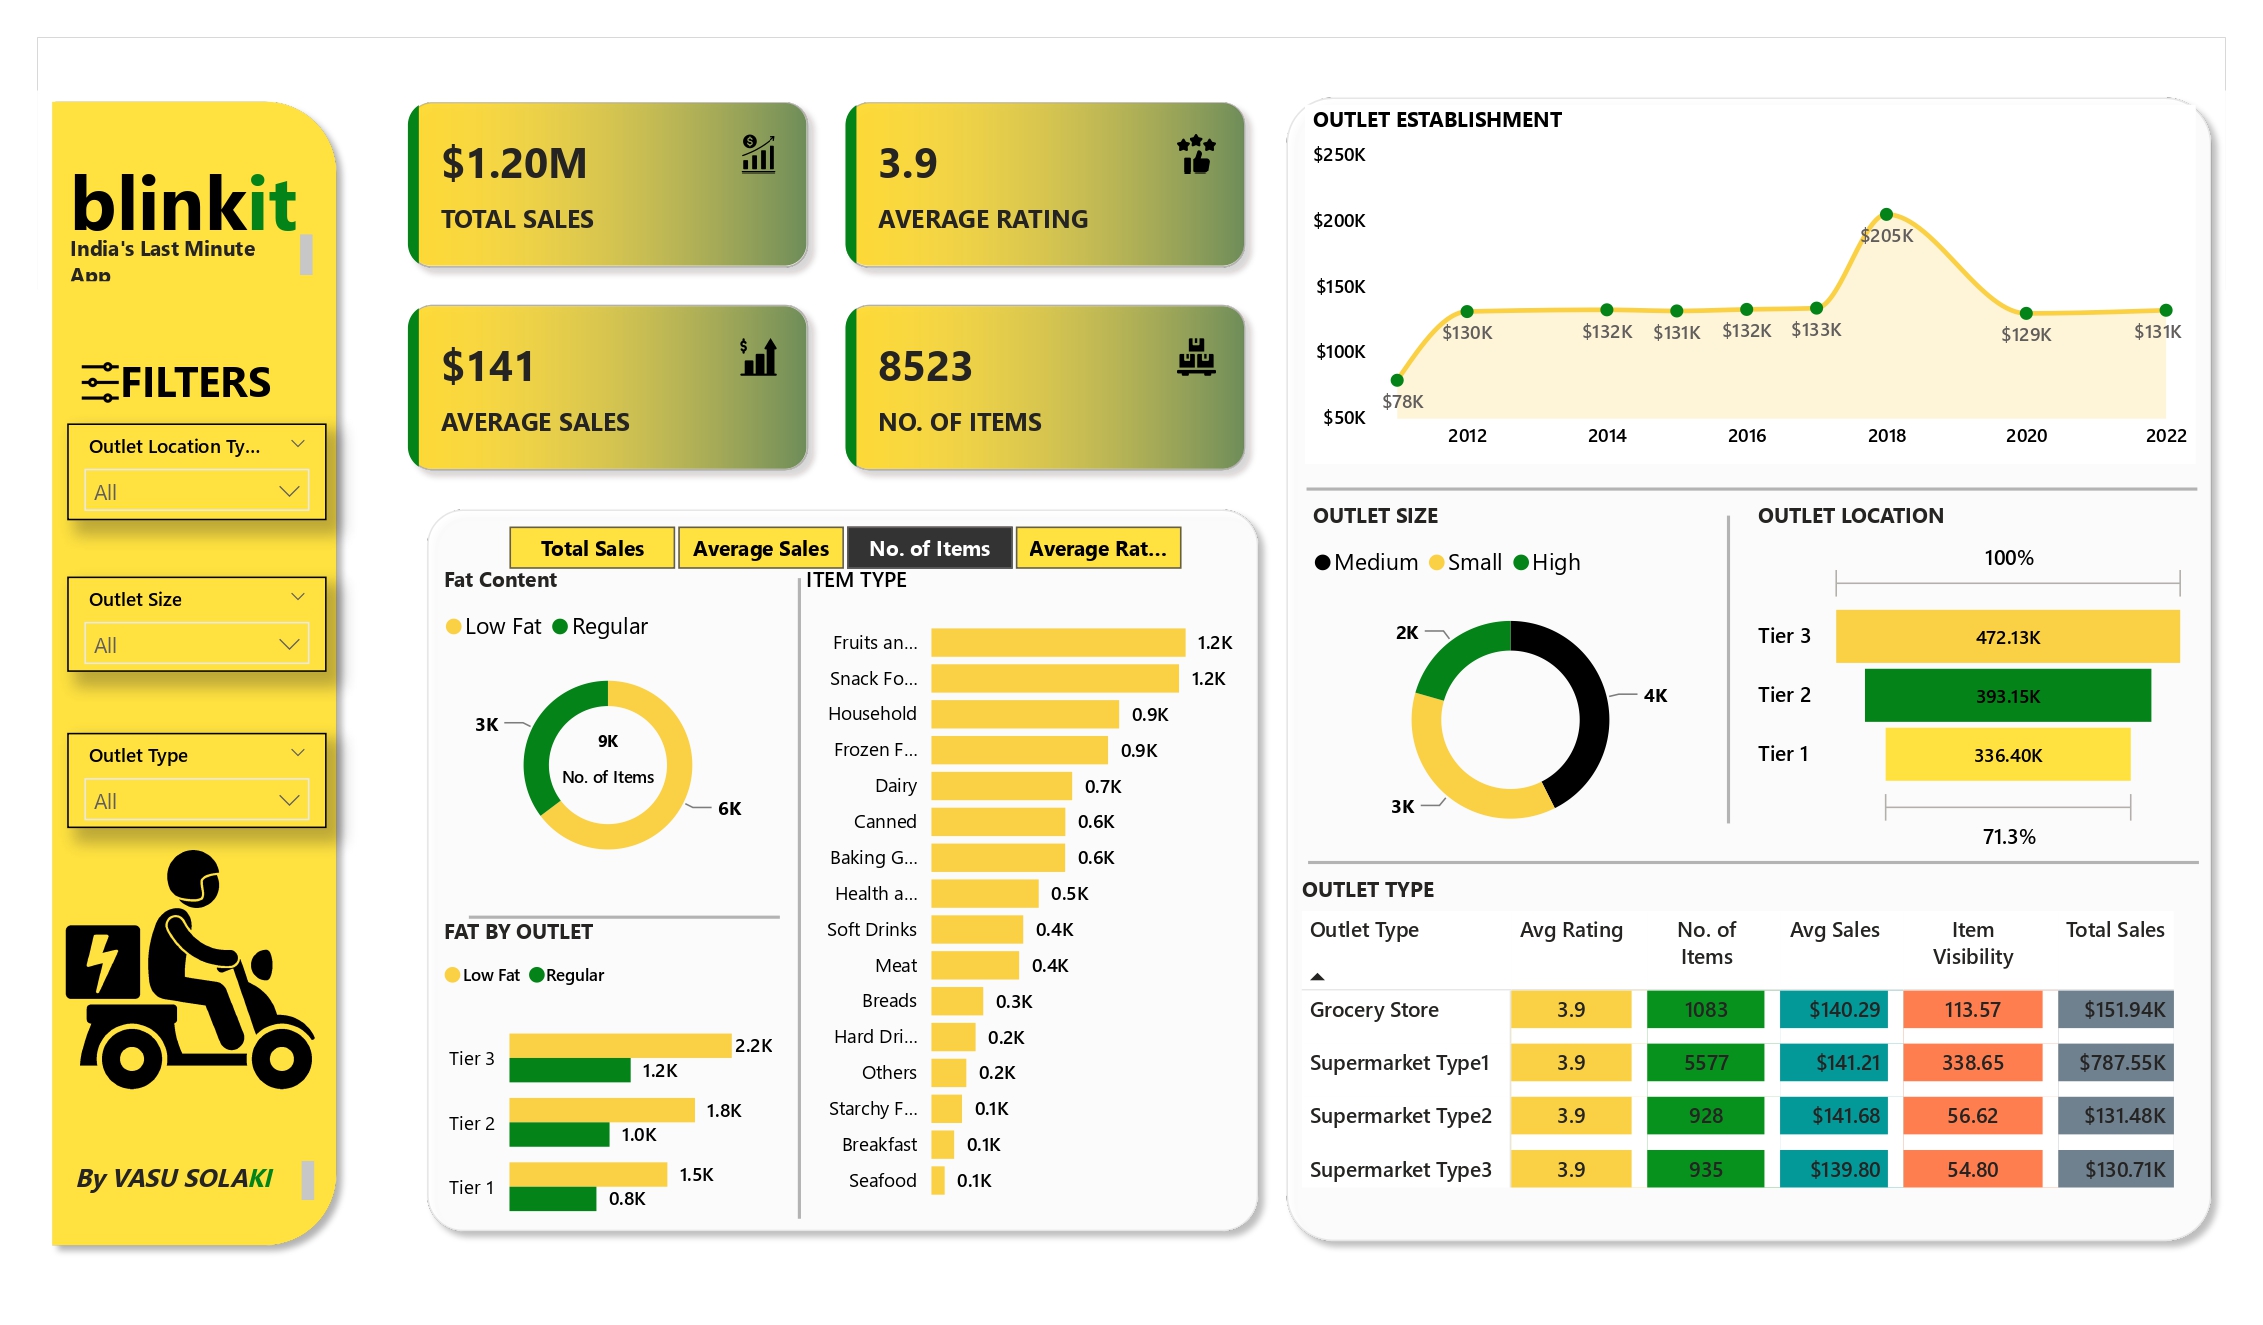 blinkit
India's Last Minute
App
FILTERS
Outlet Location Ty...
All
Outlet Size
All
Outlet Type
All
By VASU SOLAKI
$1.20M
TOTAL SALES
3.9
AVERAGE RATING
$141
AVERAGE SALES
8523
NO. OF ITEMS
Total Sales Average Sales No. of Items Average Rat...
Fat Content
Low Fat Regular
3K
9K
No. of Items
6K
FAT BY OUTLET
Low Fat Regular
Tier 3 2.2K
1.2K
Tier 2 1.8K
1.0K
Tier 1 1.5K
0.8K
ITEM TYPE
Fruits an... 1.2K
Snack Fo... 1.2K
Household 0.9K
Frozen F... 0.9K
Dairy 0.7K
Canned 0.6K
Baking G... 0.6K
Health a... 0.5K
Soft Drinks 0.4K
Meat 0.4K
Breads 0.3K
Hard Dri... 0.2K
Others 0.2K
Starchy F... 0.1K
Breakfast 0.1K
Seafood 0.1K
OUTLET ESTABLISHMENT
$250K
$200K
$150K
$100K
$50K
$78K $130K $132K $131K $132K $133K $205K $129K $131K
2012 2014 2016 2018 2020 2022
OUTLET SIZE
Medium Small High
2K
4K
3K
OUTLET LOCATION
100%
Tier 3 472.13K
Tier 2 393.15K
Tier 1 336.40K
71.3%
OUTLET TYPE
Outlet Type Avg Rating No. of Items Avg Sales Item Visibility Total Sales
Grocery Store 3.9 1083 $140.29 113.57 $151.94K
Supermarket Type1 3.9 5577 $141.21 338.65 $787.55K
Supermarket Type2 3.9 928 $141.68 56.62 $131.48K
Supermarket Type3 3.9 935 $139.80 54.80 $130.71K